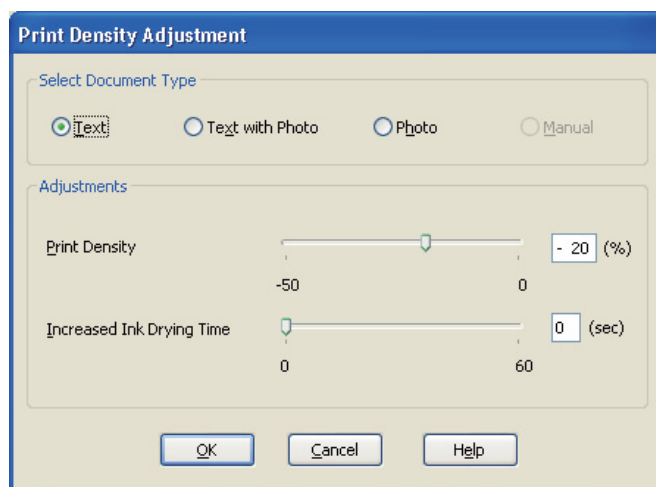 Print Density Adjustment
Select Document Type
Text Text with Photo Photo Manual
Adjustments
Print Density - 20 (%)
-50 0
Increased Ink Drying Time 0 (sec)
0 60
OK Cancel Help